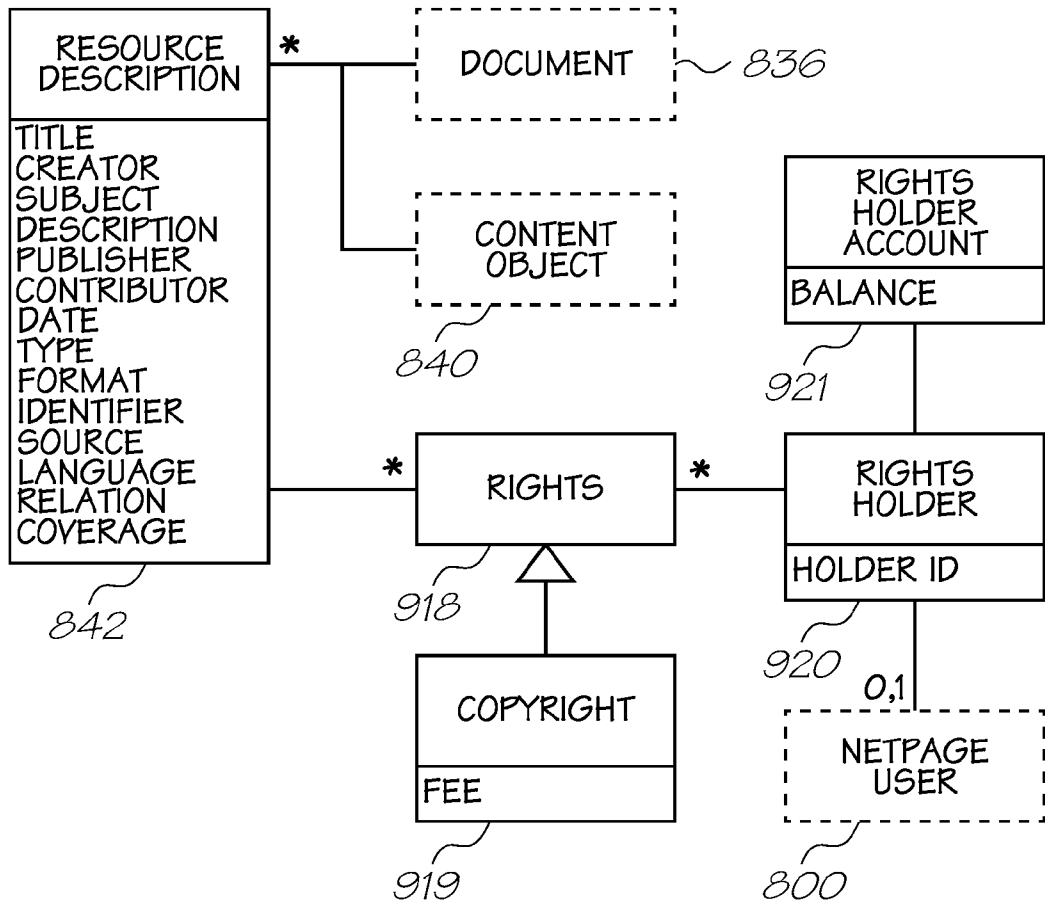 RESOURCE
DESCRIPTION
TITLE
CREATOR
SUBJECT
DESCRIPTION
PUBLISHER
CONTRIBUTOR
DATE
TYPE
FORMAT
IDENTIFIER
SOURCE
LANGUAGE
RELATION
COVERAGE
842
*
DOCUMENT
836
CONTENT
OBJECT
840
RIGHTS
HOLDER
ACCOUNT
BALANCE
921
*
RIGHTS
918
*
RIGHTS
HOLDER
HOLDER ID
920
COPYRIGHT
FEE
919
0,1
NETPAGE
USER
800